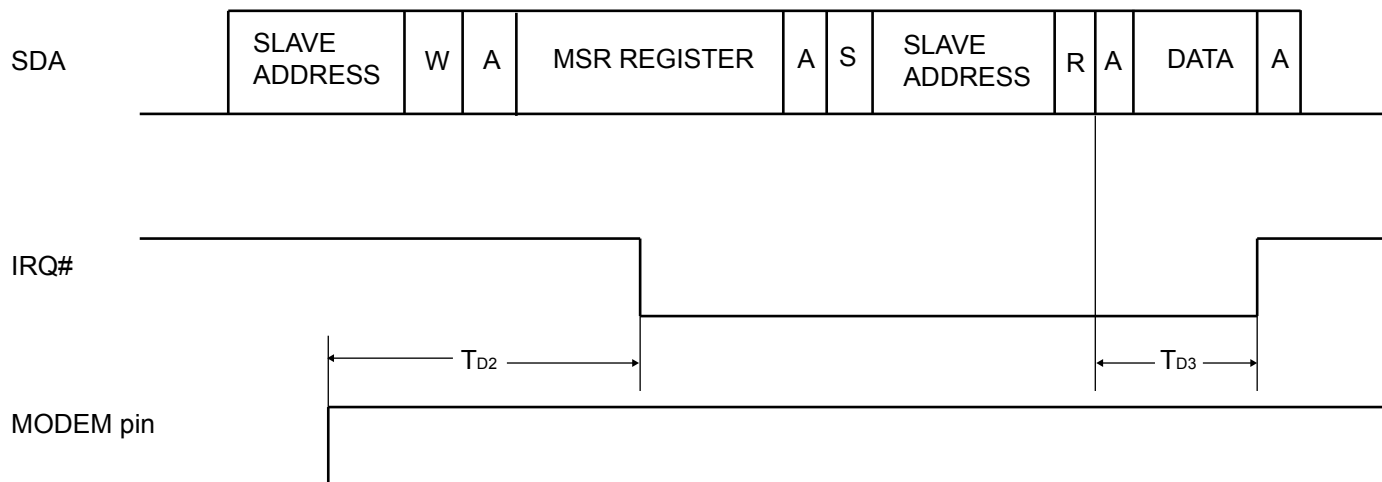 SDA
SLAVE
ADDRESS
W
A
MSR REGISTER
A
S
SLAVE
ADDRESS
R
A
DATA
A
IRQ#
TD2
TD3
MODEM pin